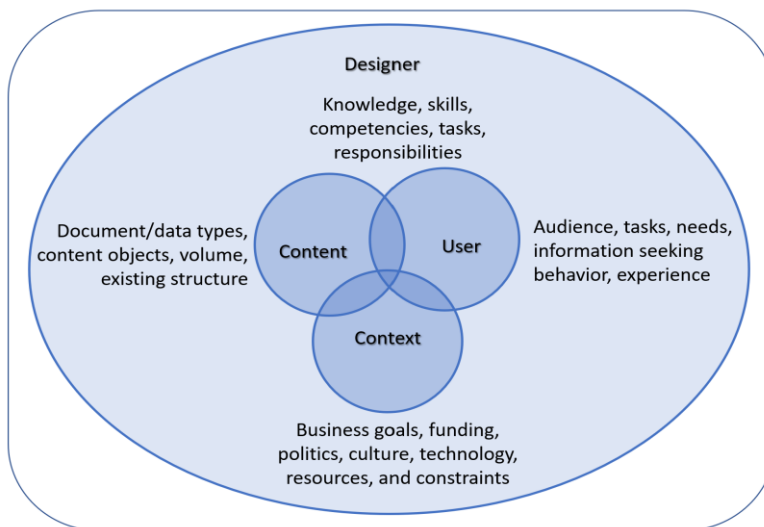 Designer
Knowledge, skills,
competencies, tasks,
responsibilities
Document/data types,
content objects, volume,
existing structure
Content
User
Audience, tasks, needs,
information seeking
behavior, experience
Context
Business goals, funding,
politics, culture, technology,
resources, and constraints